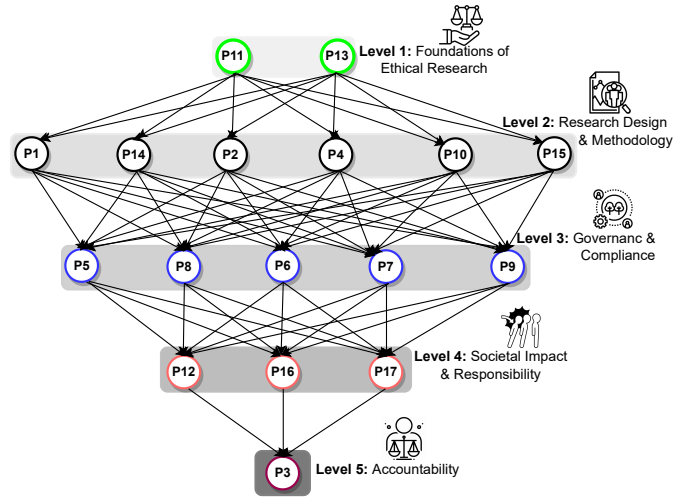 P11 P13 Level 1: Foundations of
Ethical Research
Level 2: Research Design
& Methodology
P1 P14 P2 P4 P10 P15
A
A
Level 3: Governanc &
Compliance
P5 P8 P6 P7 P9
Level 4: Societal Impact
& Responsibility
P12 P16 P17
P3 Level 5: Accountability